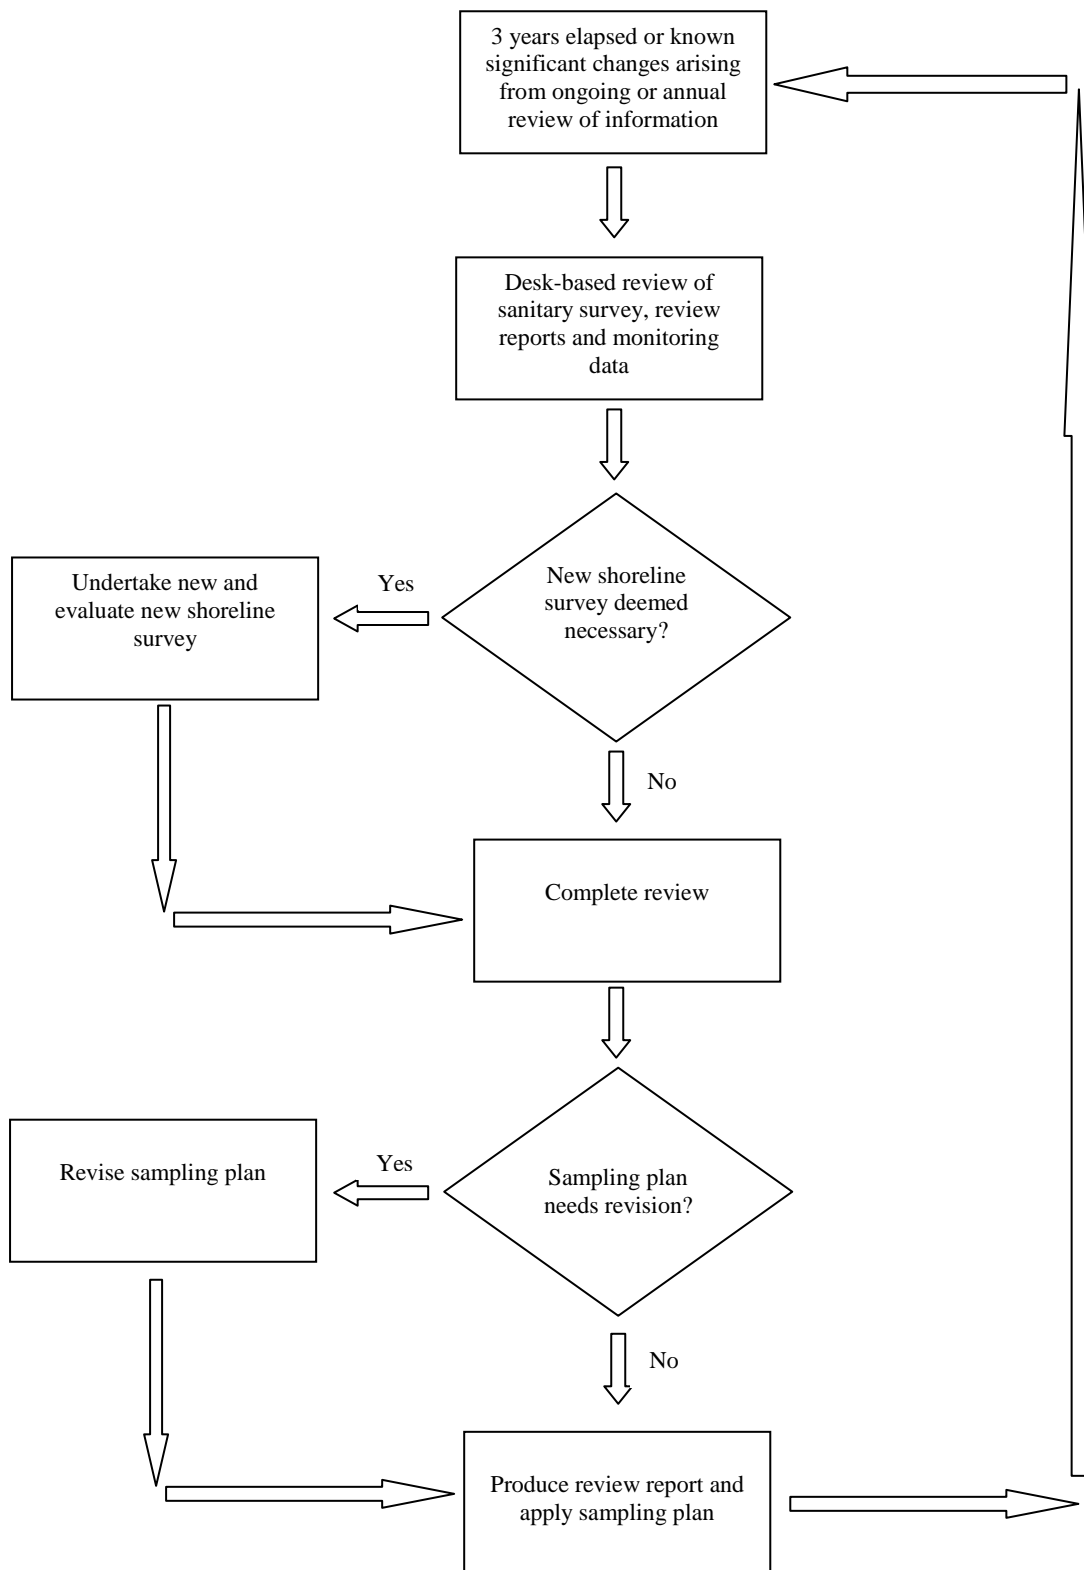 3 years elapsed or known
significant changes arising
from ongoing or annual
review of information
Desk-based review of
sanitary survey, review
reports and monitoring
data
New shoreline
survey deemed
necessary?
Yes
Undertake new and
evaluate new shoreline
survey
No
Complete review
Sampling plan
needs revision?
Yes
Revise sampling plan
No
Produce review report and
apply sampling plan